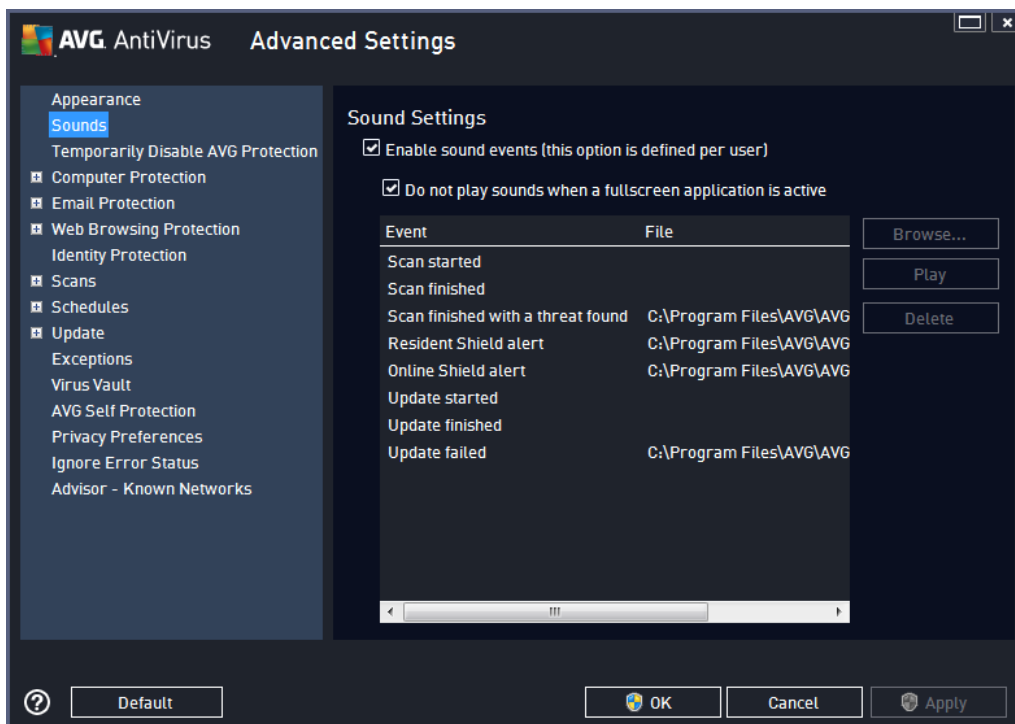 AVG AntiVirus Advanced Settings
Appearance
Sounds
Temporarily Disable AVG Protection
Computer Protection
Email Protection
Web Browsing Protection
Identity Protection
Scans
Schedules
Update
Exceptions
Virus Vault
AVG Self Protection
Privacy Preferences
Ignore Error Status
Advisor - Known Networks
Sound Settings
Enable sound events (this option is defined per user)
Do not play sounds when a fullscreen application is active
Event File
Scan started
Scan finished
Scan finished with a threat found C:\Program Files\AVG\AVG
Resident Shield alert C:\Program Files\AVG\AVG
Online Shield alert C:\Program Files\AVG\AVG
Update started
Update finished
Update failed C:\Program Files\AVG\AVG
Browse...
Play
Delete
Default OK Cancel Apply